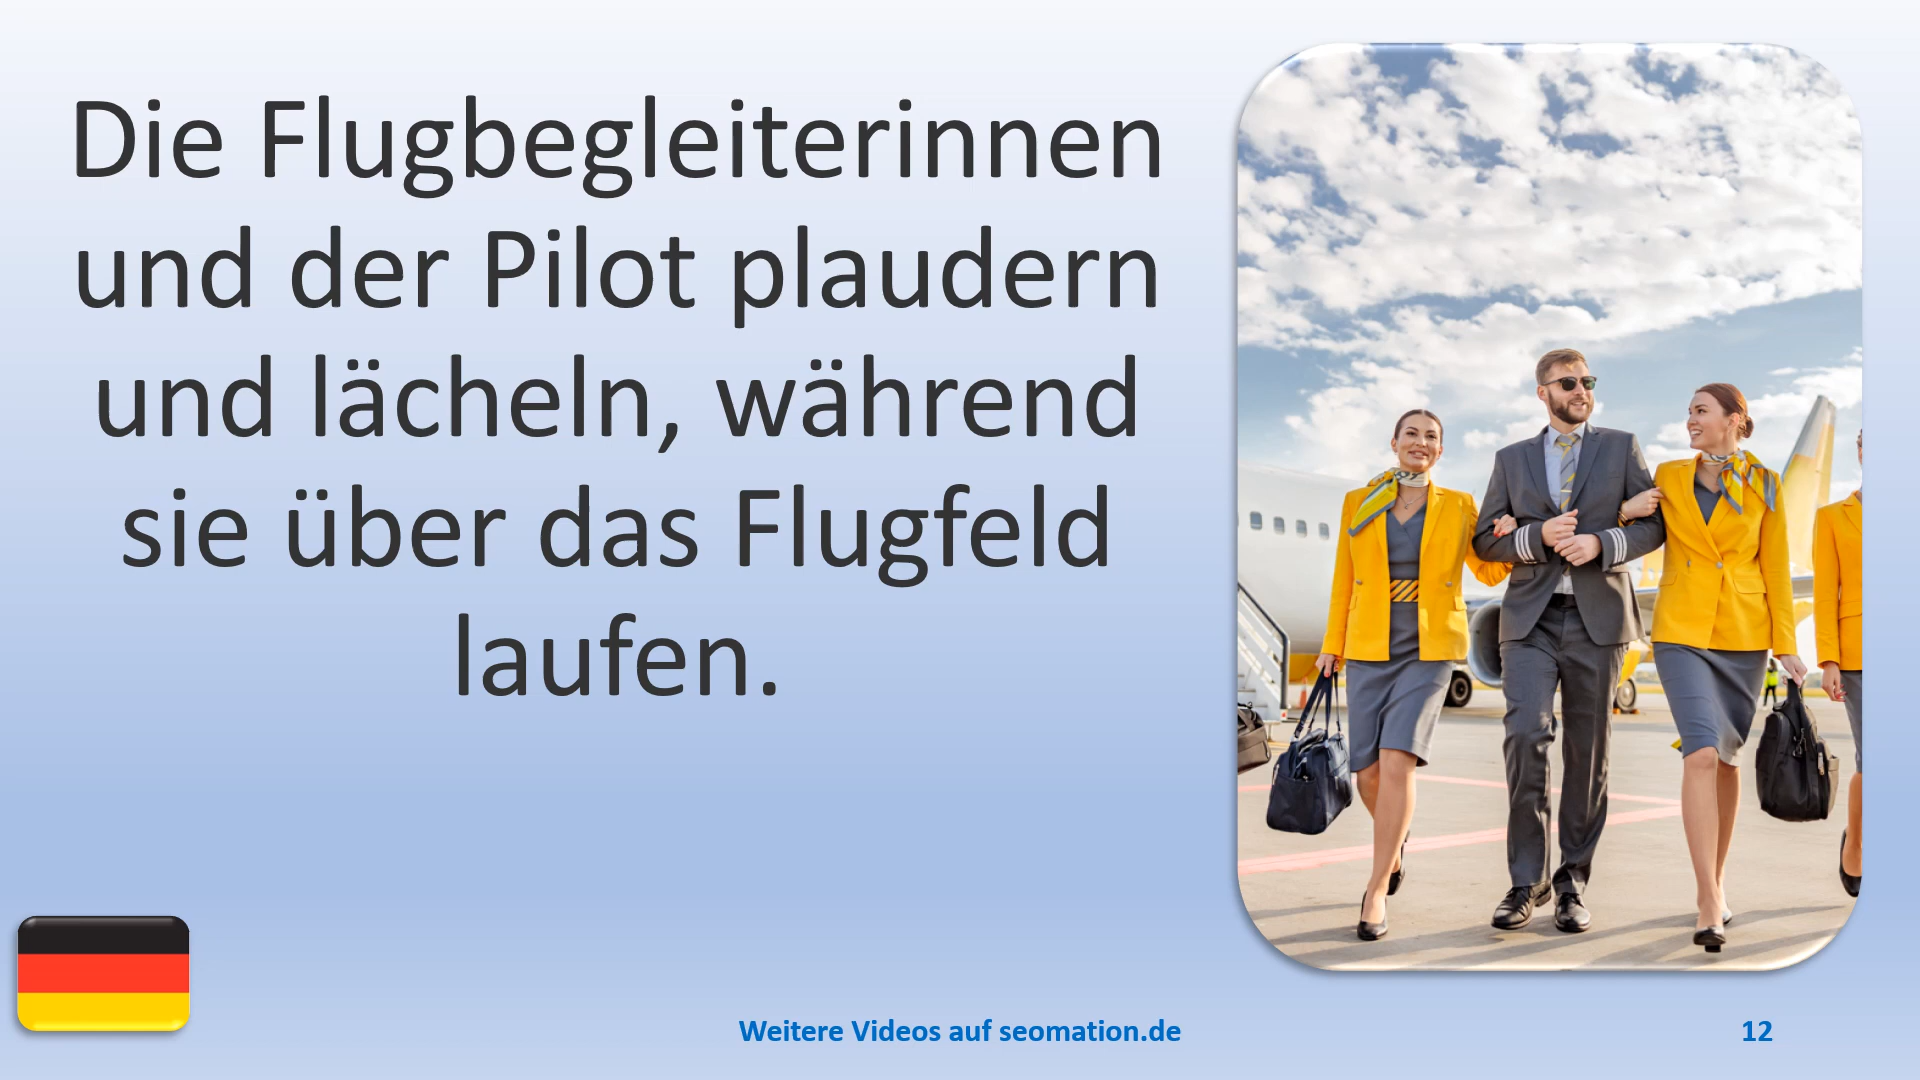 Die Flugbegleiterinnen
und der Pilot plaudern
und lächeln, während
sie über das Flugfeld
laufen.
Weitere Videos auf seomation.de
12